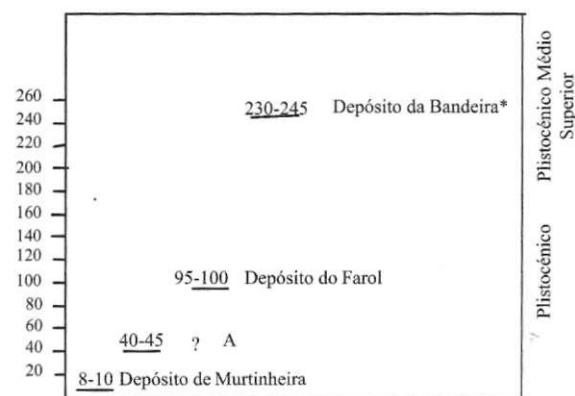 260
240
220
200
180
160
140
120
100
80
60
40
20
230-245 Depósito da Bandeira*
95-100 Depósito do Farol
40-45 ? A
8-10 Depósito de Murtinheira
Plistocénico Médio
Superior
Plistocénico